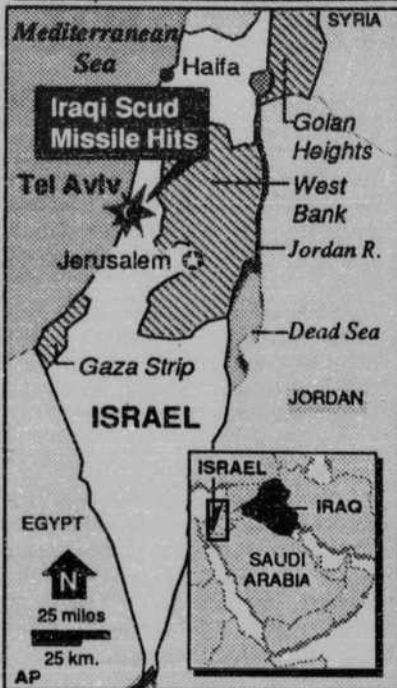 SYRIA
Mediterranean
Sea
Haifa
Iraqi Scud
Missile Hits
Golan
Heights
Tel Aviv
West
Bank
Jerusalem
Jordan R.
Dead Sea
Gaza Strip
JORDAN
ISRAEL
ISRAEL
IRAQ
EGYPT
SAUDI
ARABIA
N
25 milos
25 km.
AP